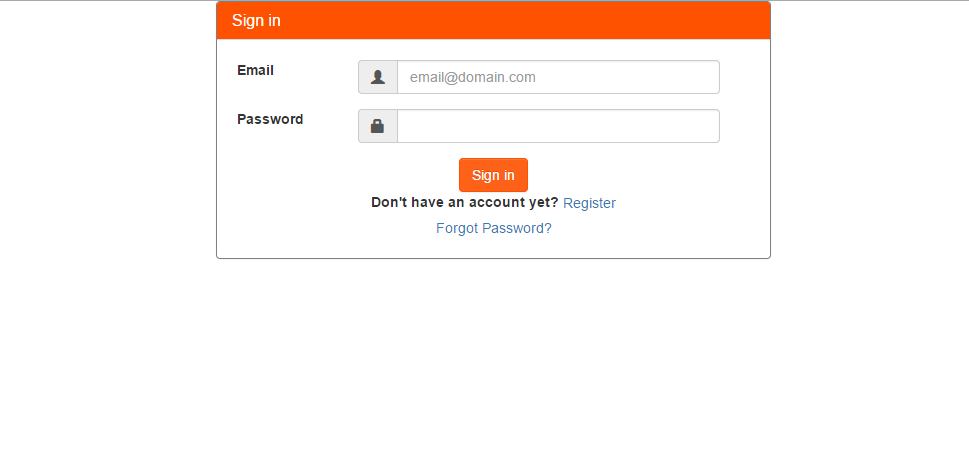 Sign in
Email
email@domain.com
Password
Sign in
Don't have an account yet? Register
Forgot Password?